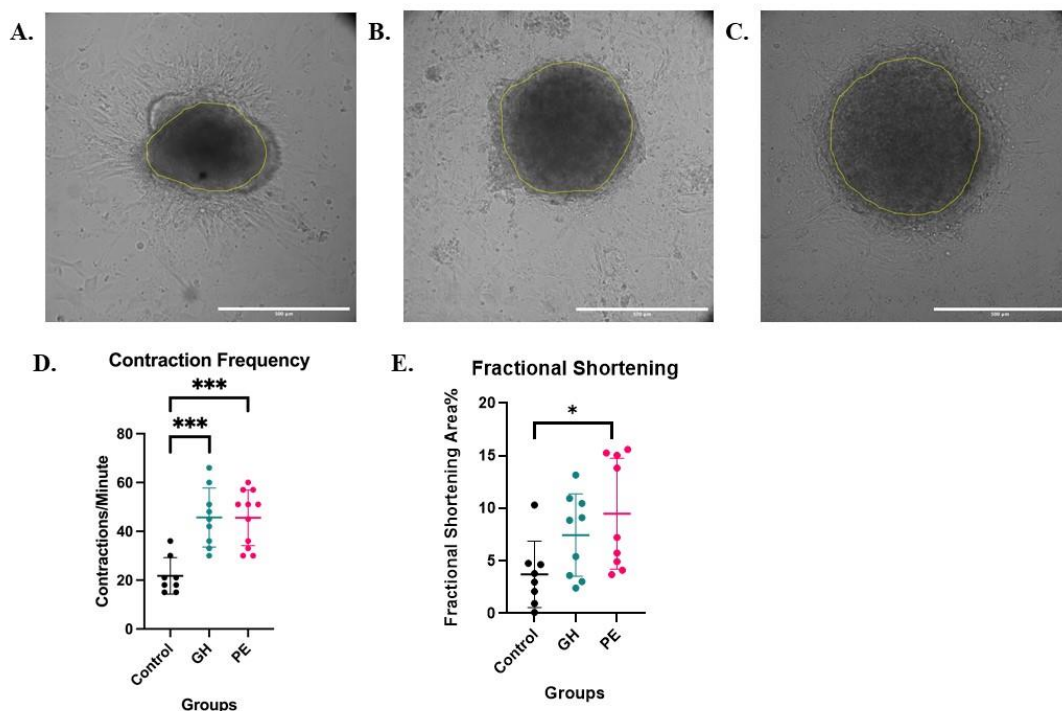 A.
B.
C.
D.
Contraction Frequency
***
***
80
60
40
20
0
Contractions/Minute
Control
GH
PE
Groups
E.
Fractional Shortening
*
20
15
10
5
0
Fractional Shortening Area%
Control
GH
PE
Groups